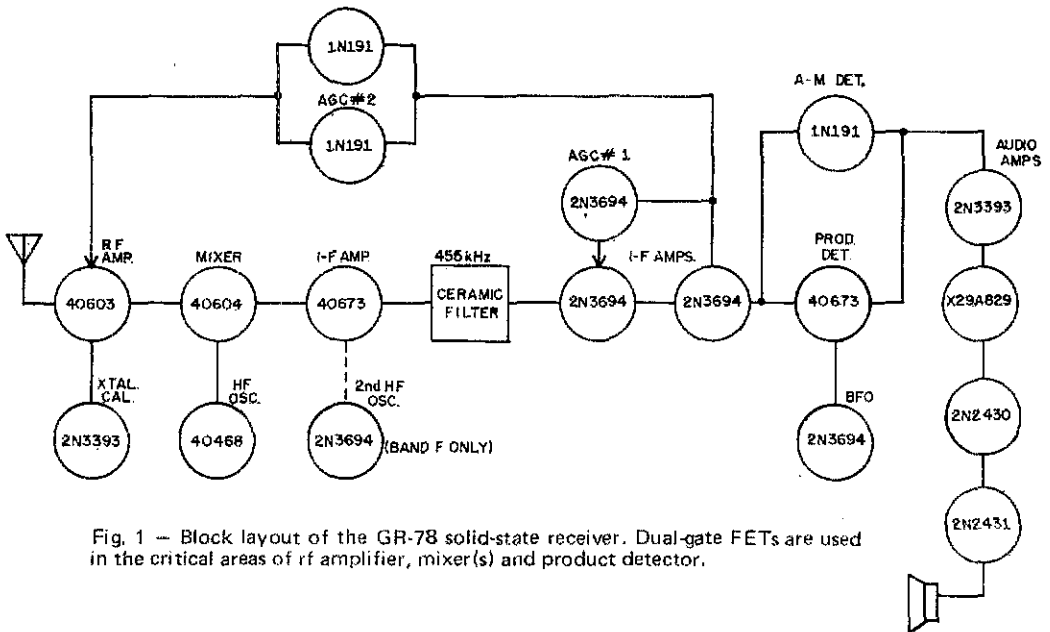 1N191
AGC#2
1N191
A-M DET.
1N191
AUDIO
AMPS
2N3393
AGC# 1
2N3694
RF
AMP.
40603
MIXER
40604
I-F AMP.
40673
455kHz
CERAMIC
FILTER
I-F AMPS.
2N3694
2N3694
PROD.
DET.
40673
X29A829
XTAL.
CAL.
2N3393
HF
OSC.
40468
2nd HF
OSC.
2N3694
(BAND F ONLY)
BFO
2N3694
2N2430
2N2431
Fig. 1 — Block layout of the GR-78 solid-state receiver. Dual-gate FETs are used
in the critical areas of rf amplifier, mixer(s) and product detector.